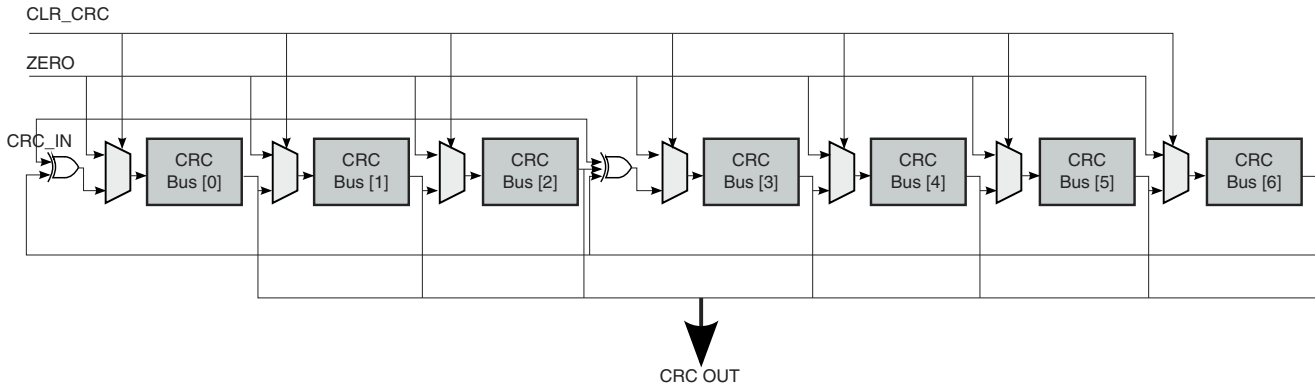 CLR_CRC
ZERO
CRC_IN
CRC
Bus [0]
CRC
Bus [1]
CRC
Bus [2]
CRC
Bus [3]
CRC
Bus [4]
CRC
Bus [5]
CRC
Bus [6]
CRC OUT